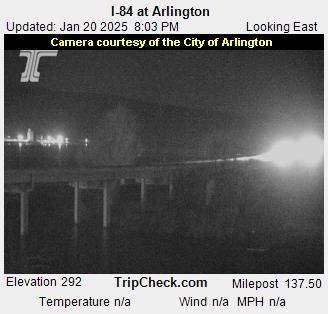 I-84 at Arlington
Updated: Jan 20 2025 8:03 PM Looking East
Camera courtesy of the City of Arlington
Elevation 292 TripCheck.com Milepost 137.50
Temperature n/a Wind n/a MPH n/a